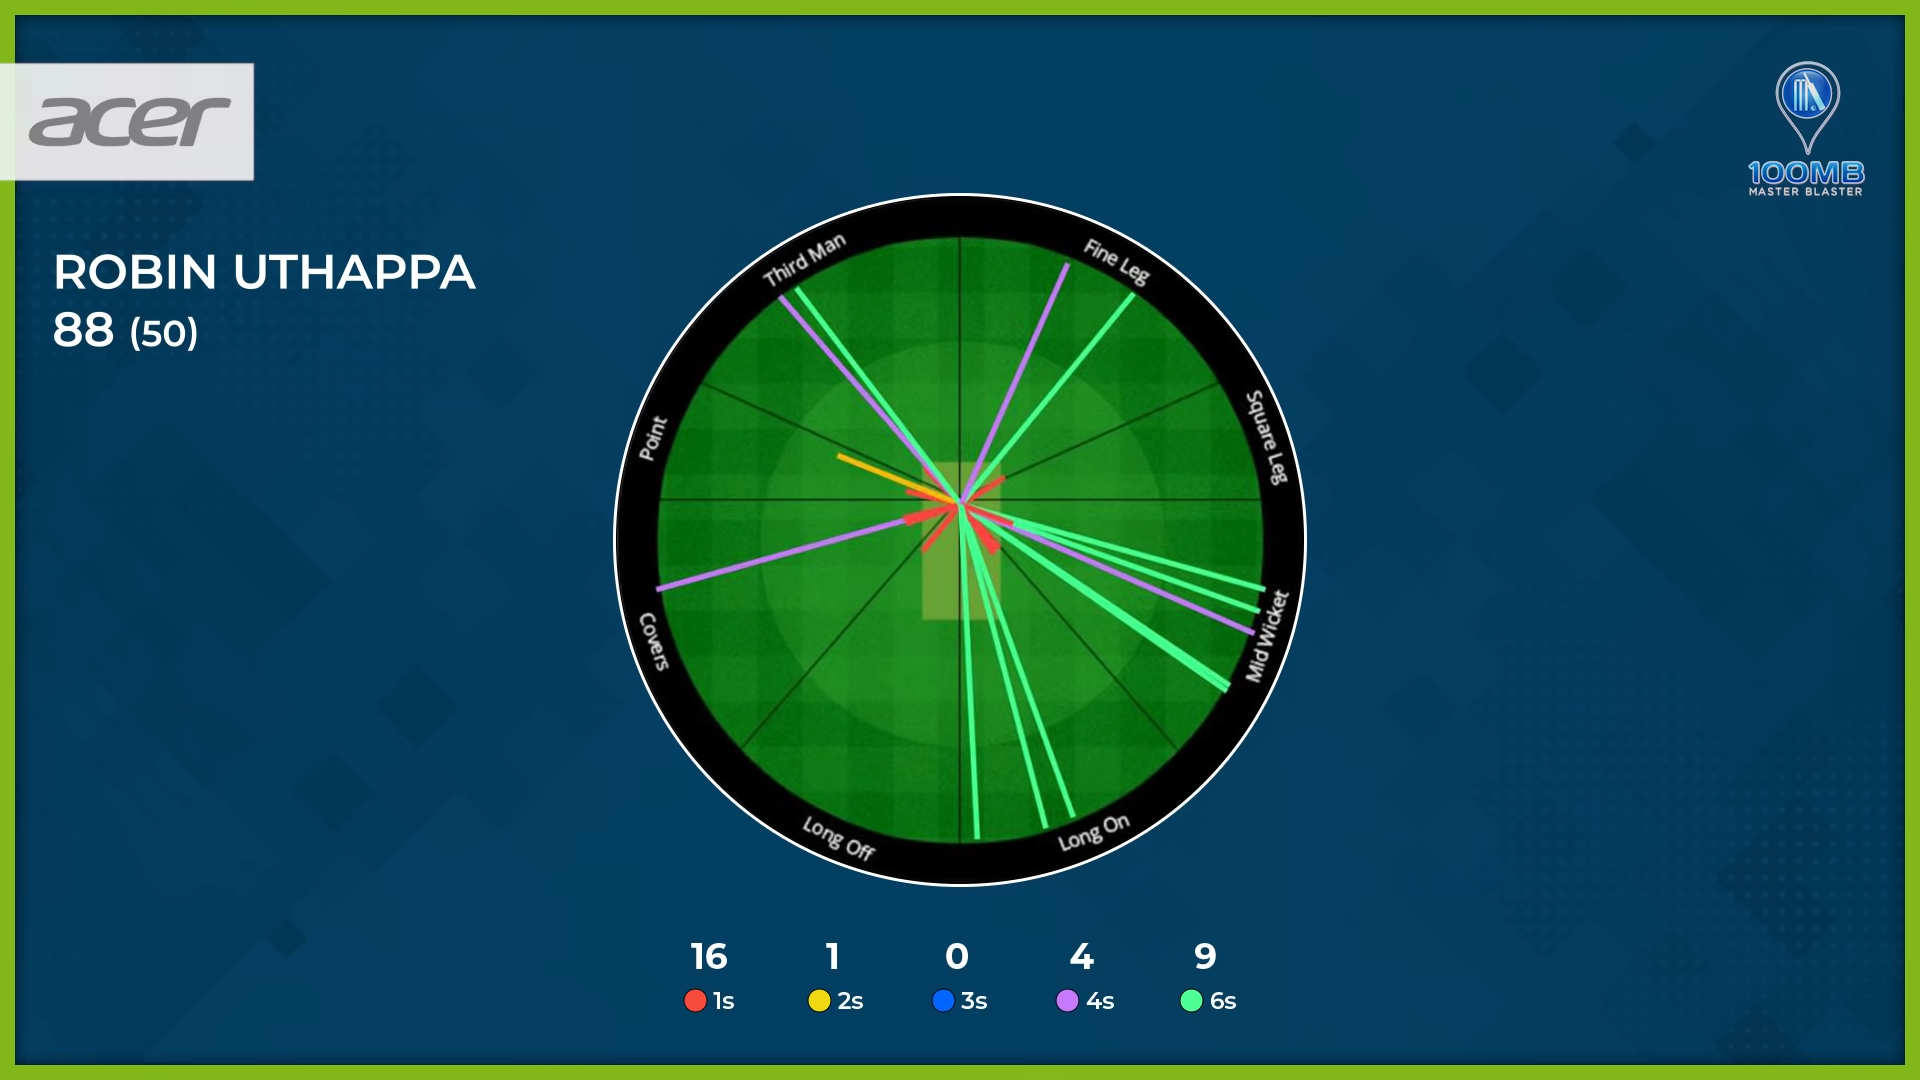 acer
100MB
MASTER BLASTER
ROBIN UTHAPPA
88 (50)
Third Man
Fine Leg
Point
Square Leg
Covers
Mid Wicket
Long Off
Long On
16 1 0 4 9
1s 2s 3s 4s 6s